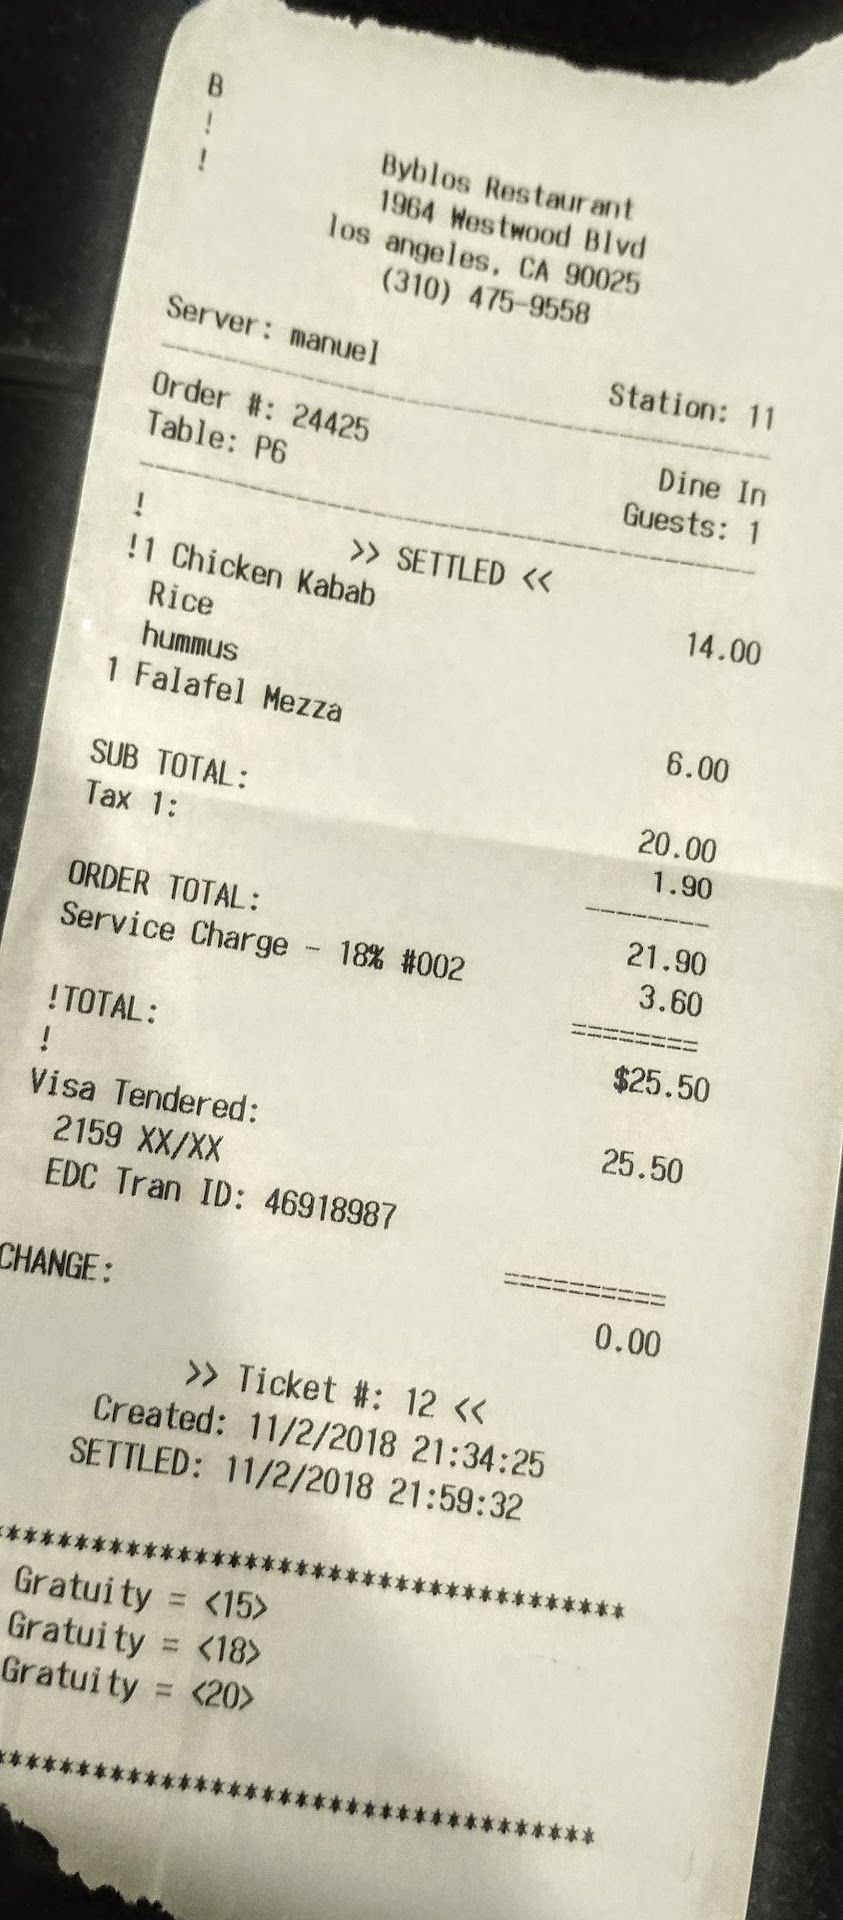 B
!
!
Byblos Restaurant
1964 Westwood Blvd
los angeles, CA 90025
(310) 475-9558
Server: manuel Station: 11
Order #: 24425 Dine In
Table: P6 Guests: 1
!
>> SETTLED <<
!1 Chicken Kabab 14.00
Rice
hummus
1 Falafel Mezza 6.00
SUB TOTAL: 20.00
Tax 1: 1.90
ORDER TOTAL: 21.90
Service Charge - 18% #002 3.60
!TOTAL: $25.50
!
Visa Tendered: 25.50
2159 XX/XX
EDC Tran ID: 46918987
CHANGE: 0.00
>> Ticket #: 12 <<
Created: 11/2/2018 21:34:25
SETTLED: 11/2/2018 21:59:32
Gratuity = <15>
Gratuity = <18>
Gratuity = <20>